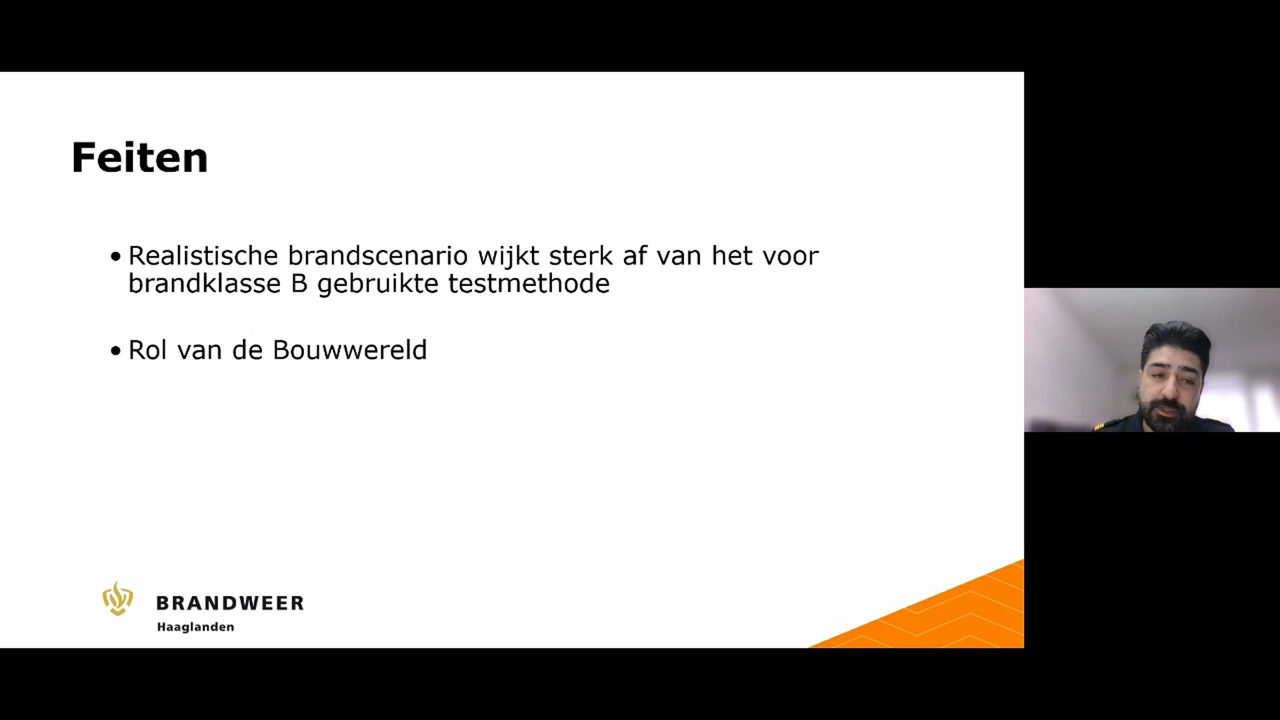 Feiten
• Realistische brandscenario wijkt sterk af van het voor
brandklasse B gebruikte testmethode
• Rol van de Bouwwereld
BRANDWEER
Haaglanden